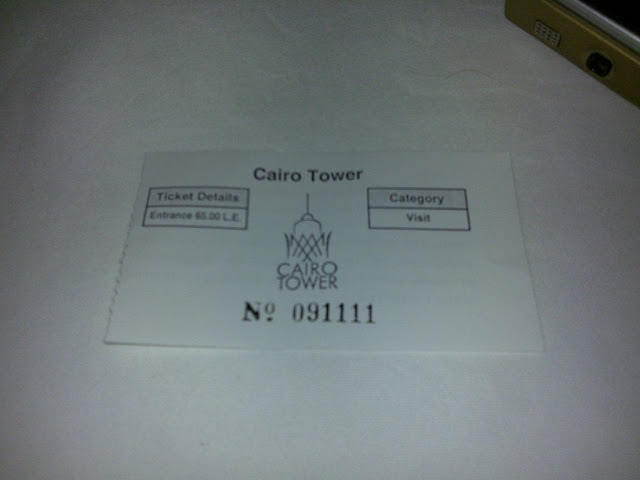 Cairo Tower
Ticket Details
Entrance 65.00 L.E.
Category
Visit
CAIRO
TOWER
Nº 091111